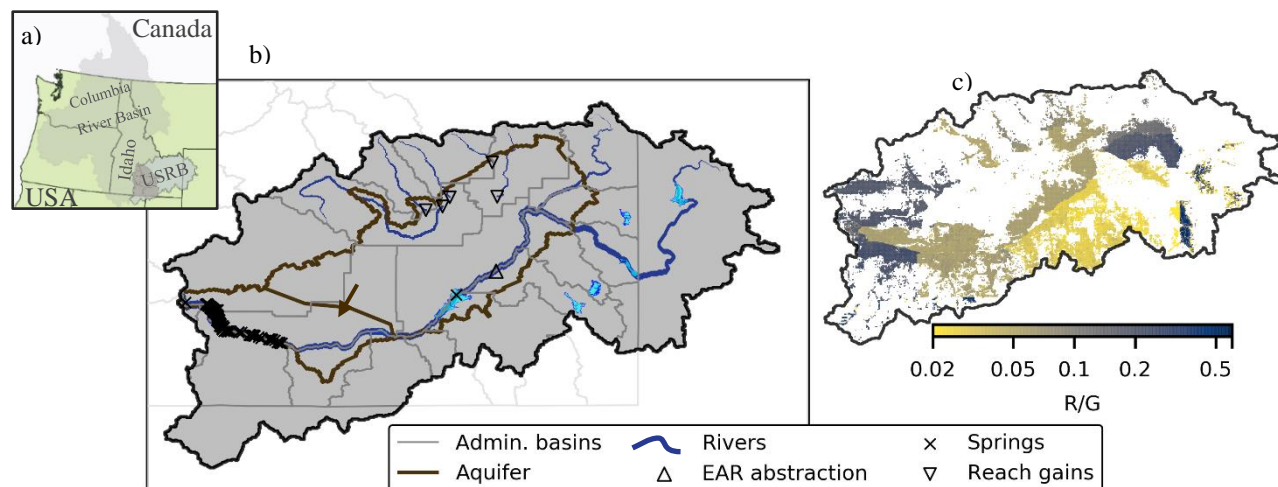 a)
Canada
Columbia
River Basin
Idaho
USRB
USA
b)
c)
0.02 0.05 0.1 0.2 0.5
R/G
Admin. basins Rivers Springs
Aquifer EAR abstraction Reach gains